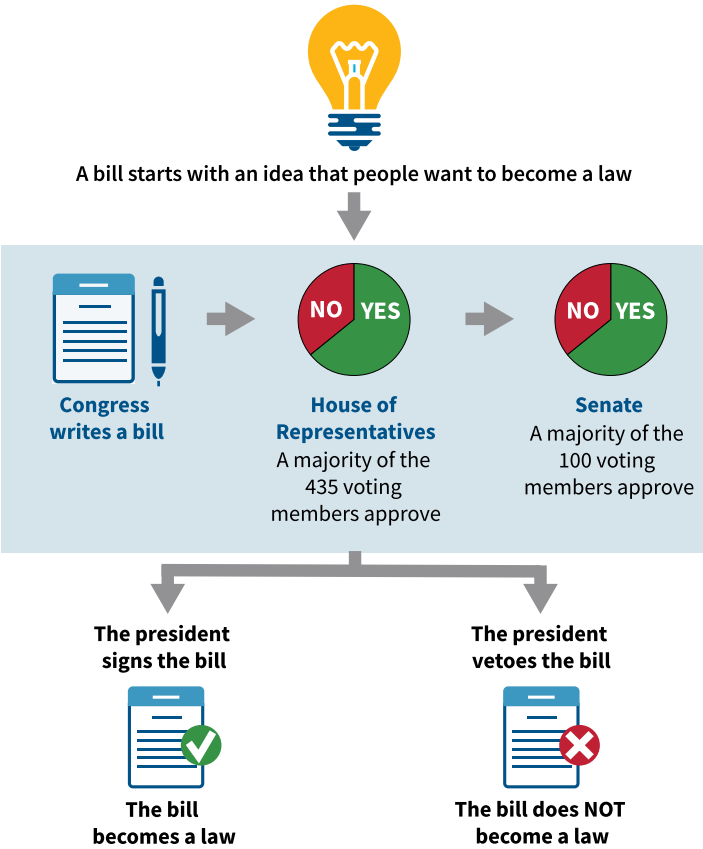 A bill starts with an idea that people want to become a law
NO
YES
NO
YES
Congress
writes a bill
House of
Representatives
A majority of the
435 voting
members approve
Senate
A majority of the
100 voting
members approve
The president
signs the bill
The bill
becomes a law
The president
vetoes the bill
The bill does NOT
become a law